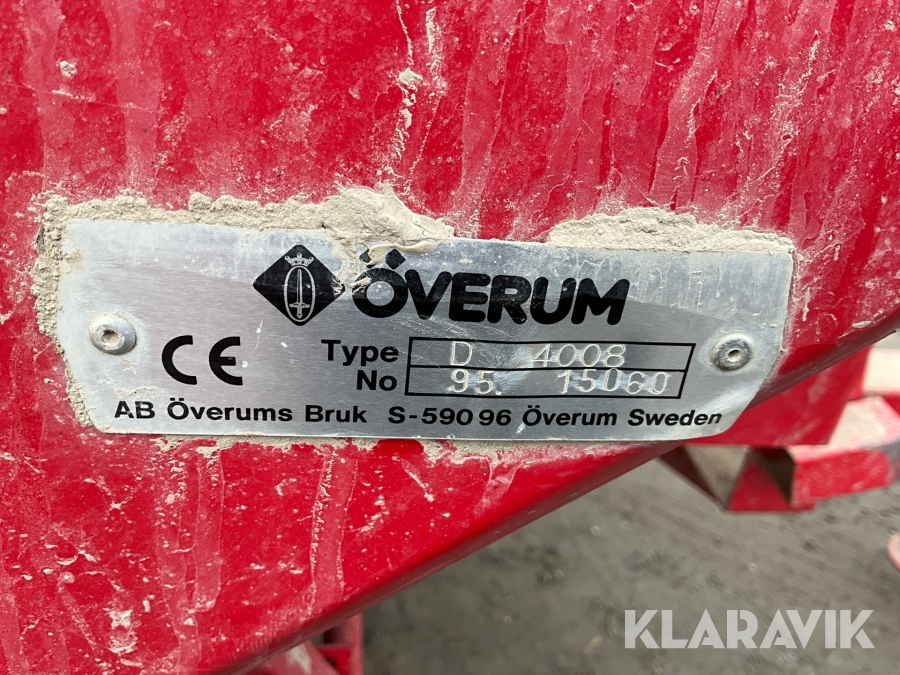 ÖVERUM
CE Type D 4008
No 95. 15060
AB Överums Bruk S-590 96 Överum Sweden
KLARAVIK